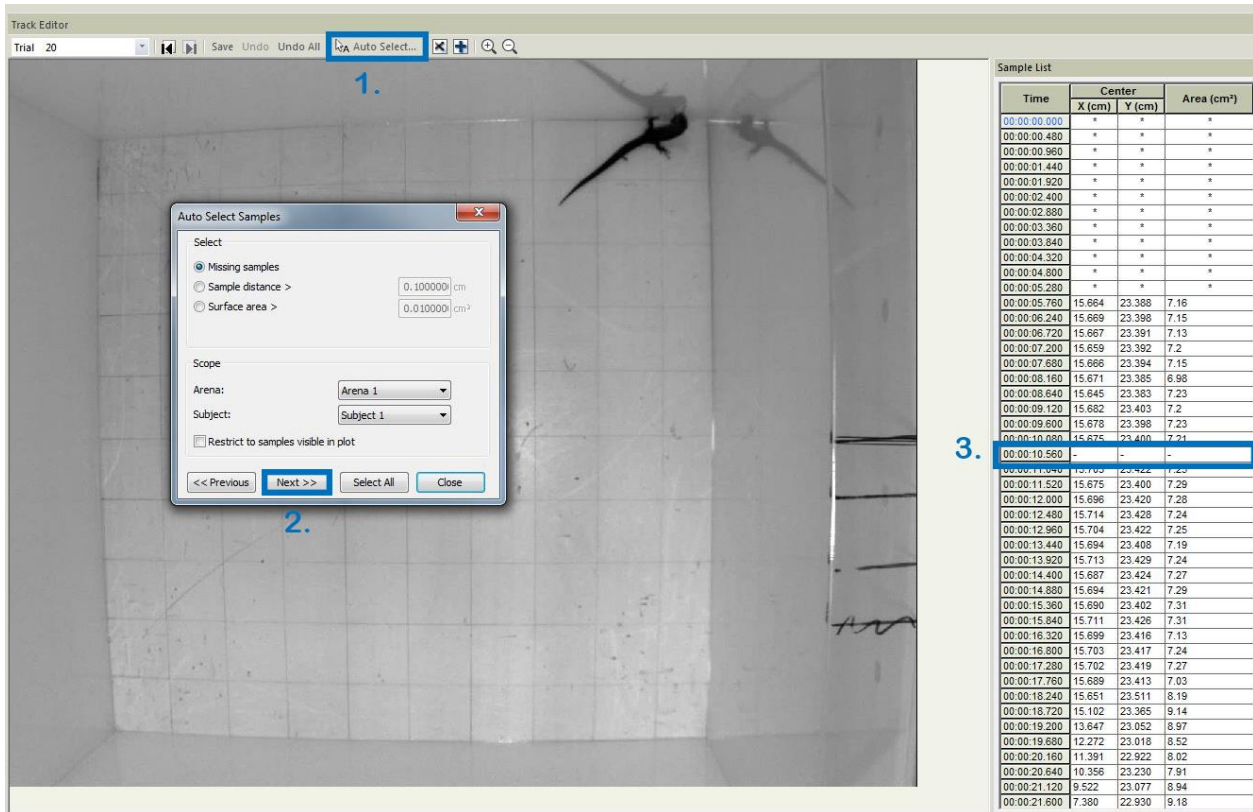 Track Editor
Trial 20 Save Undo Undo All Auto Select...
1.
Sample List
Time Center Area (cm²)
X (cm) Y (cm)
00:00:00.000 * * *
00:00:00.480 * * *
00:00:00.960 * * *
00:00:01.440 * * *
00:00:01.920 * * *
00:00:02.400 * * *
00:00:02.880 * * *
00:00:03.360 * * *
00:00:03.840 * * *
00:00:04.320 * * *
00:00:04.800 * * *
00:00:05.280 * * *
00:00:05.760 15.664 23.388 7.16
00:00:06.240 15.669 23.398 7.15
00:00:06.720 15.667 23.391 7.13
00:00:07.200 15.659 23.392 7.2
00:00:07.680 15.666 23.394 7.15
00:00:08.160 15.671 23.385 6.98
00:00:08.640 15.645 23.383 7.23
00:00:09.120 15.682 23.403 7.2
00:00:09.600 15.678 23.398 7.23
00:00:10.080 15.675 23.400 7.21
3.
00:00:10.560 - - -
00:00:11.040 23.422
00:00:11.520 15.675 23.400 7.29
00:00:12.000 15.696 23.420 7.28
00:00:12.480 15.714 23.428 7.24
00:00:12.960 15.704 23.422 7.25
00:00:13.440 15.694 23.408 7.19
00:00:13.920 15.713 23.429 7.24
00:00:14.400 15.687 23.424 7.27
00:00:14.880 15.694 23.421 7.29
00:00:15.360 15.690 23.402 7.31
00:00:15.840 15.711 23.426 7.31
00:00:16.320 15.699 23.416 7.13
00:00:16.800 15.703 23.417 7.24
00:00:17.280 15.702 23.419 7.27
00:00:17.760 15.689 23.413 7.03
00:00:18.240 15.651 23.511 8.19
00:00:18.720 15.102 23.365 9.14
00:00:19.200 13.647 23.052 8.97
00:00:19.680 12.272 23.018 8.52
00:00:20.160 11.391 22.922 8.02
00:00:20.640 10.356 23.230 7.91
00:00:21.120 9.522 23.077 8.94
00:00:21.600 7.380 22.930 9.18
Auto Select Samples
Select
Missing samples
Sample distance > 0.100000 cm
Surface area > 0.010000 cm²
Scope
Arena: Arena 1
Subject: Subject 1
Restrict to samples visible in plot
<< Previous Next >> Select All Close
2.